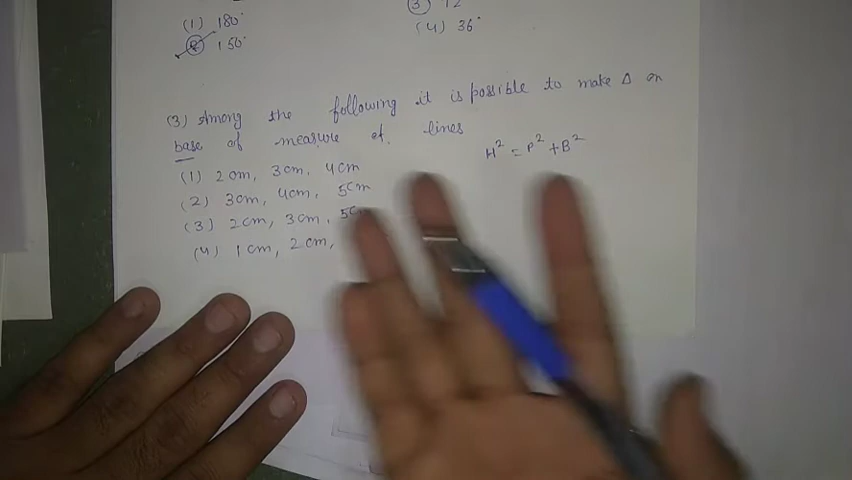 (1) 180°
(3) 72
150°
(4) 36°
(3) Among the following it is possible to make Δ on
base of measure of lines
H² = P² + B²
(1) 2cm, 3cm, 4cm
(2) 3cm, 4cm, 5cm
(3) 2cm, 3cm, 5cm
(4) 1cm, 2cm,